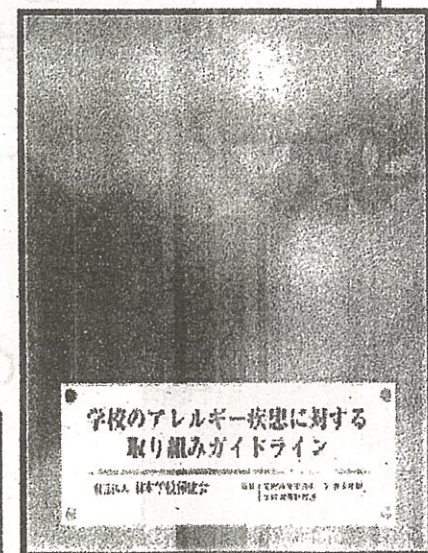 学校のアレルギー疾患に対する
取り組みガイドライン
財団法人 日本学校保健会